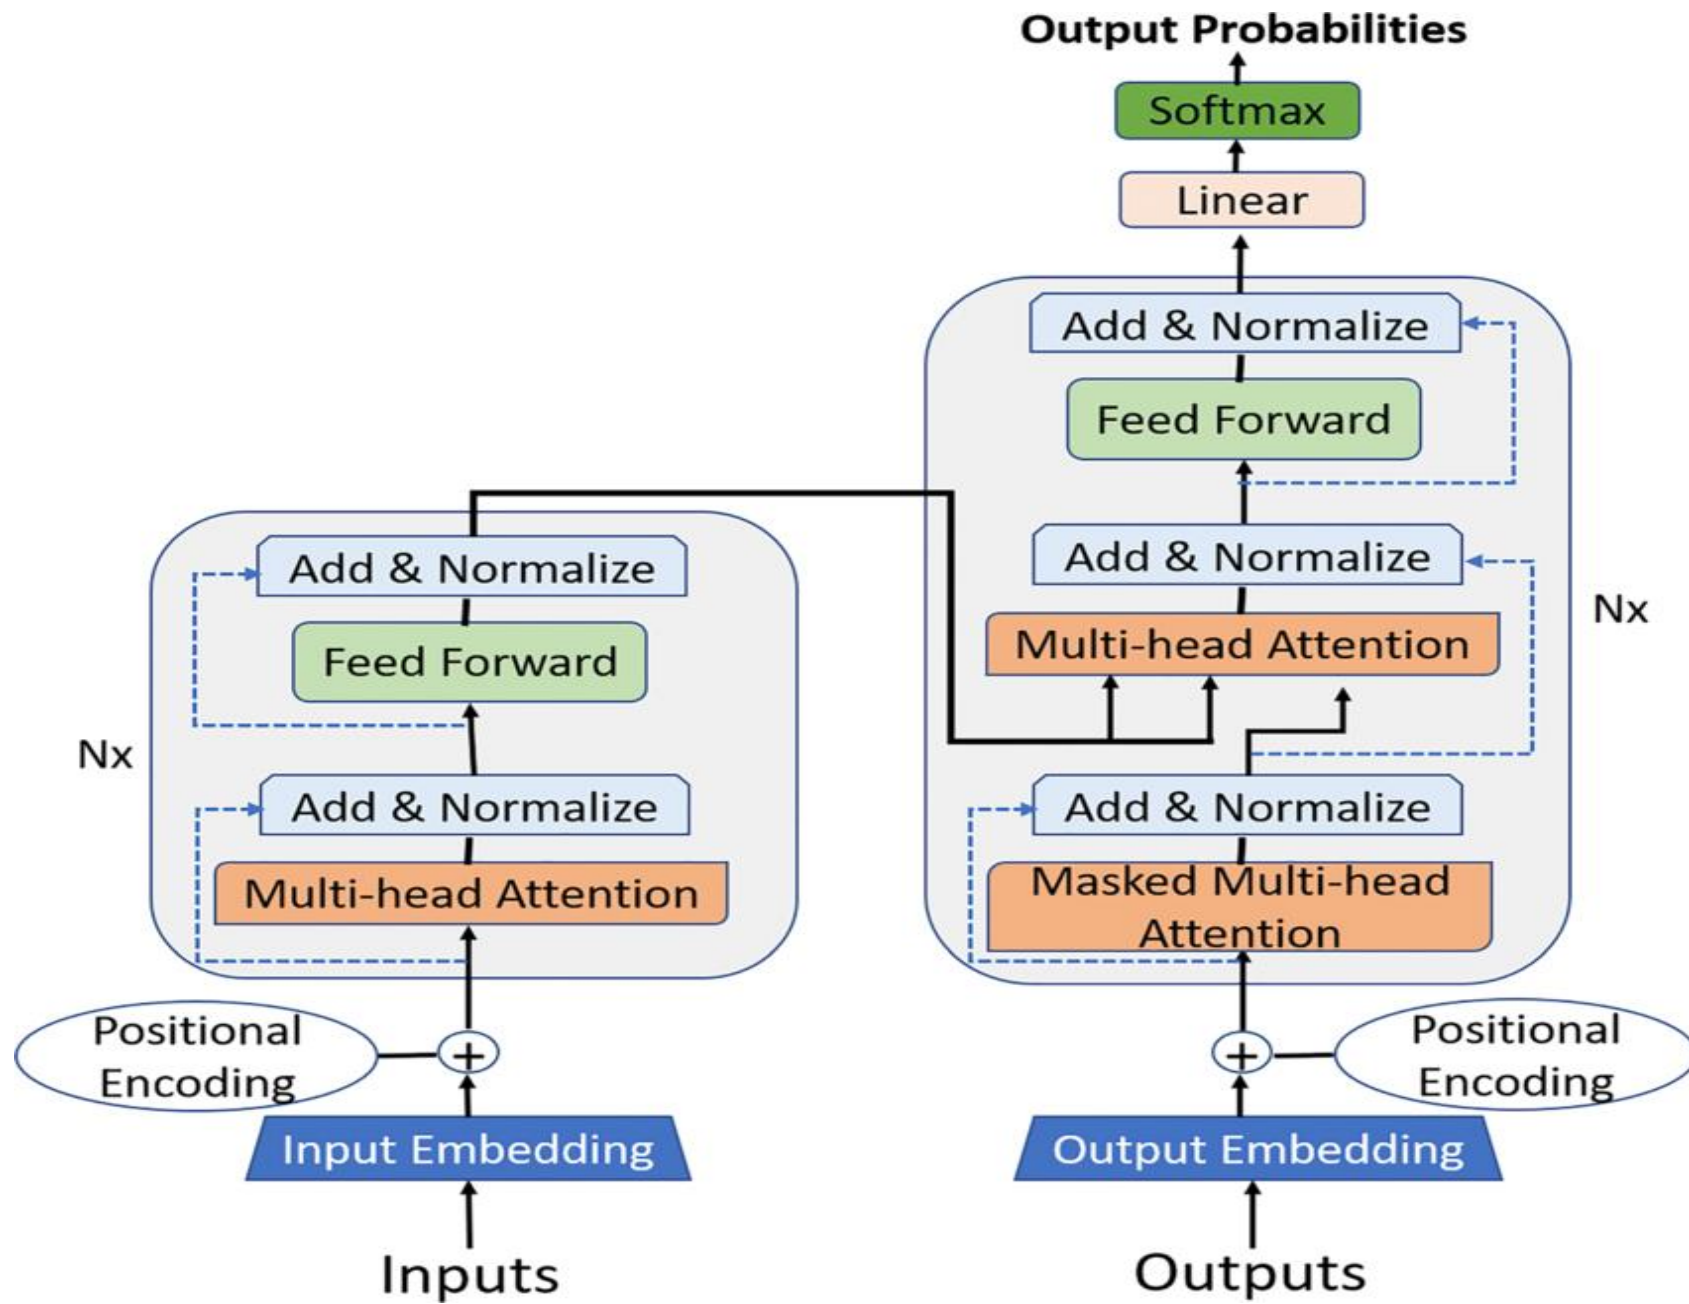 Output Probabilities
Softmax
Linear
Add & Normalize
Feed Forward
Add & Normalize
Multi-head Attention
Nx
Add & Normalize
Masked Multi-head
Attention
Positional
Encoding
+
Output Embedding
Outputs
Add & Normalize
Feed Forward
Nx
Add & Normalize
Multi-head Attention
Positional
Encoding
+
Input Embedding
Inputs